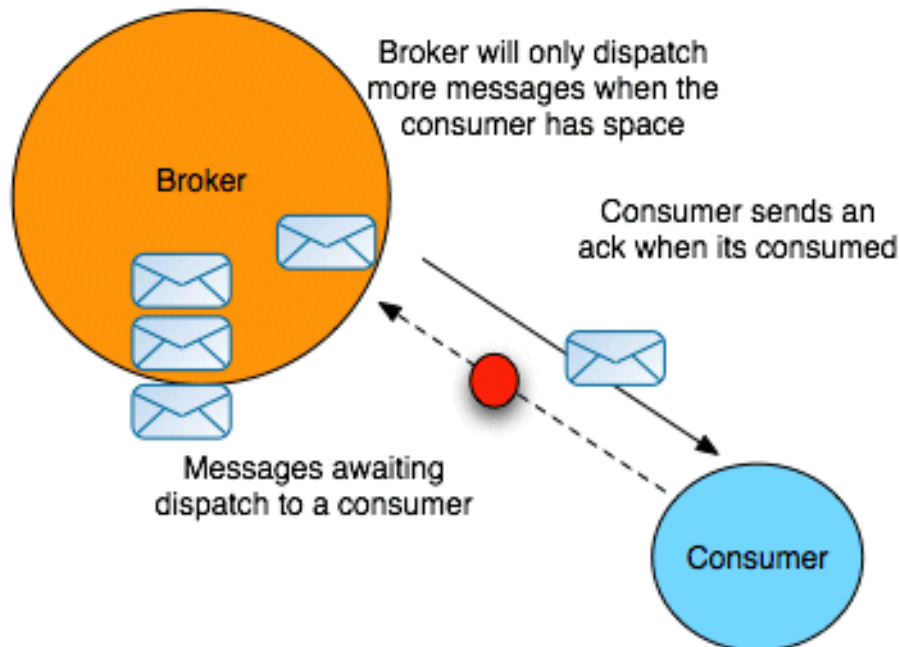 Broker will only dispatch
more messages when the
consumer has space
Broker
Consumer sends an
ack when its consumed
Messages awaiting
dispatch to a consumer
Consumer